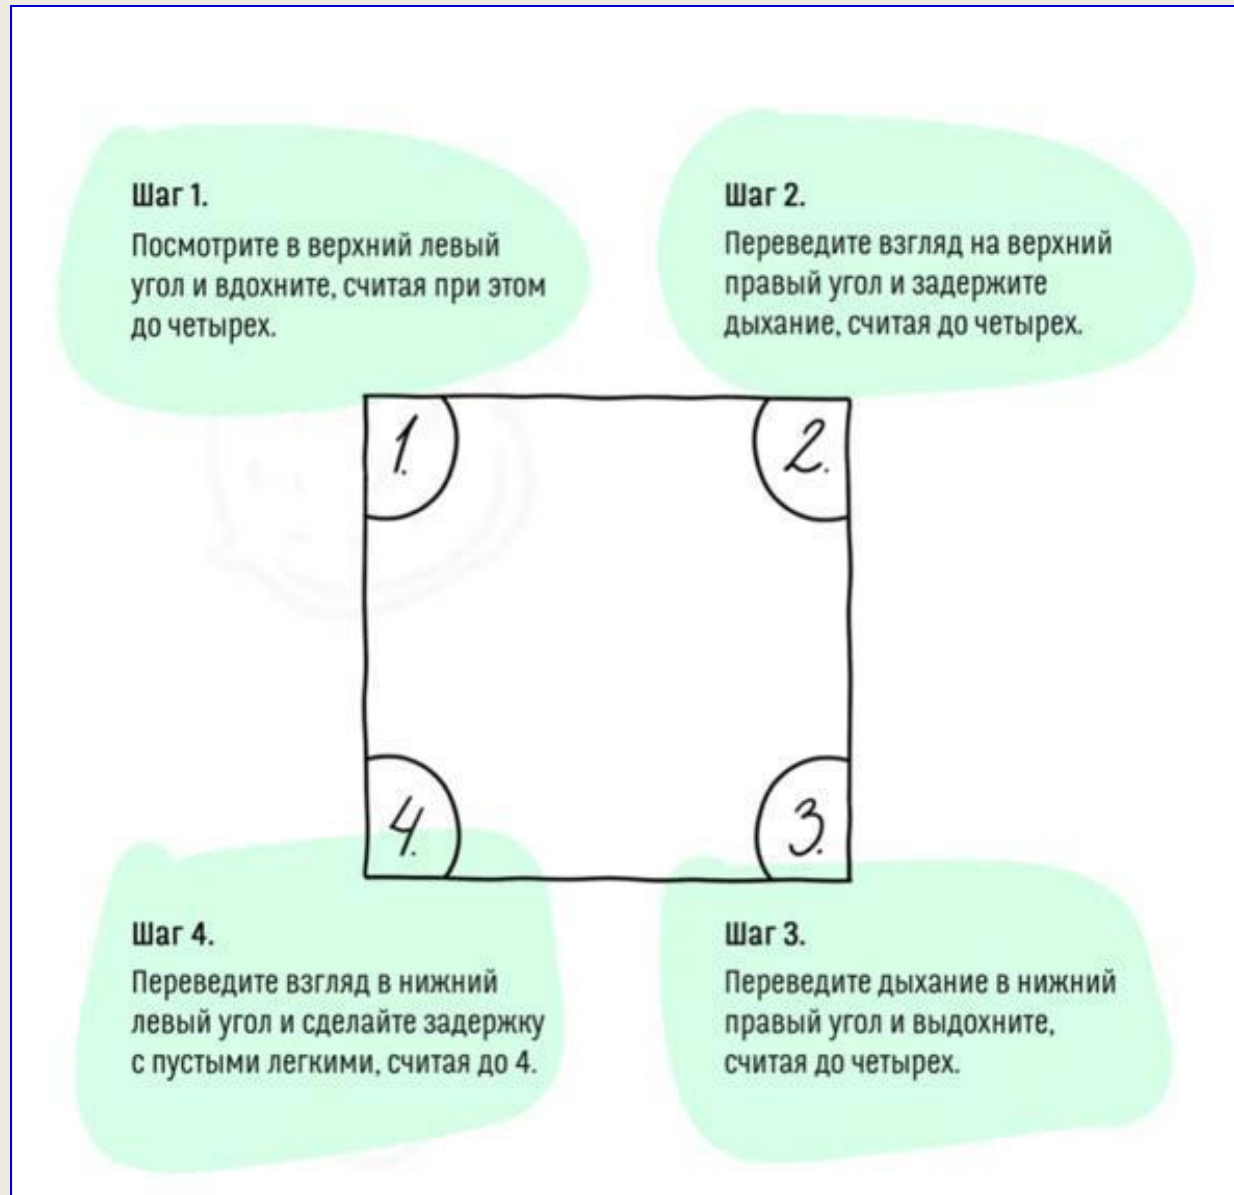 Шаг 1.
Посмотрите в верхний левый
угол и вдохните, считая при этом
до четырех.
Шаг 2.
Переведите взгляд на верхний
правый угол и задержите
дыхание, считая до четырех.
1.
2.
4.
3.
Шаг 4.
Переведите взгляд в нижний
левый угол и сделайте задержку
с пустыми легкими, считая до 4.
Шаг 3.
Переведите дыхание в нижний
правый угол и выдохните,
считая до четырех.